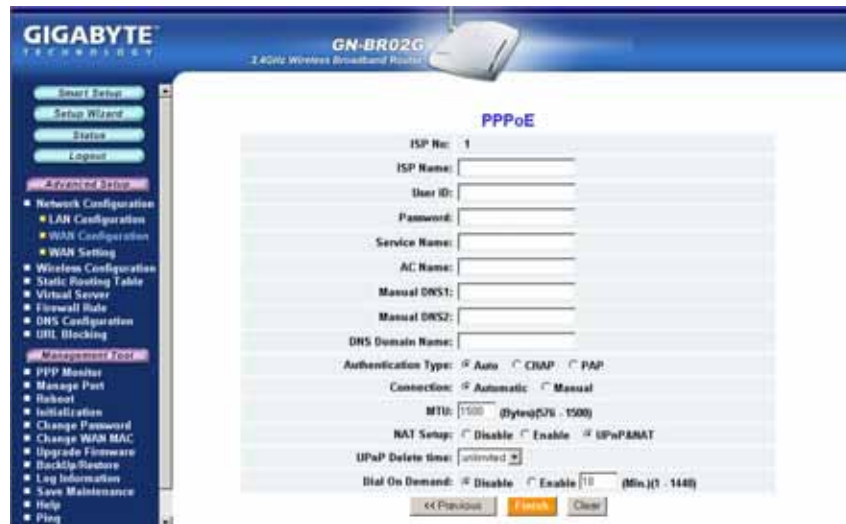 GIGABYTE
TECHNOLOGY
GN-BR02G
2.4GHz Wireless Broadband Router
Smart Setup
Setup Wizard
Status
Logout
Advanced Setup
Network Configuration
LAN Configuration
WAN Configuration
WAN Setting
Wireless Configuration
Static Routing Table
Virtual Server
Firewall Rule
DNS Configuration
URL Blocking
Management Tool
PPP Monitor
Manage Port
Reboot
Initialization
Change Password
Change WAN MAC
Upgrade Firmware
BackUp/Restore
Log Information
Save Maintenance
Help
Ping
PPPoE
ISP No: 1
ISP Name:
User ID:
Password:
Service Name:
AC Name:
Manual DNS1:
Manual DNS2:
DNS Domain Name:
Authentication Type: Auto CHAP PAP
Connection: Automatic Manual
MTU: 1500 (Bytes)(576 - 1500)
NAT Setup: Disable Enable UPnP&NAT
UPnP Delete time: unlimited
Dial On Demand: Disable Enable 10 (Min.)(1 - 1440)
<< Previous Finish Clear